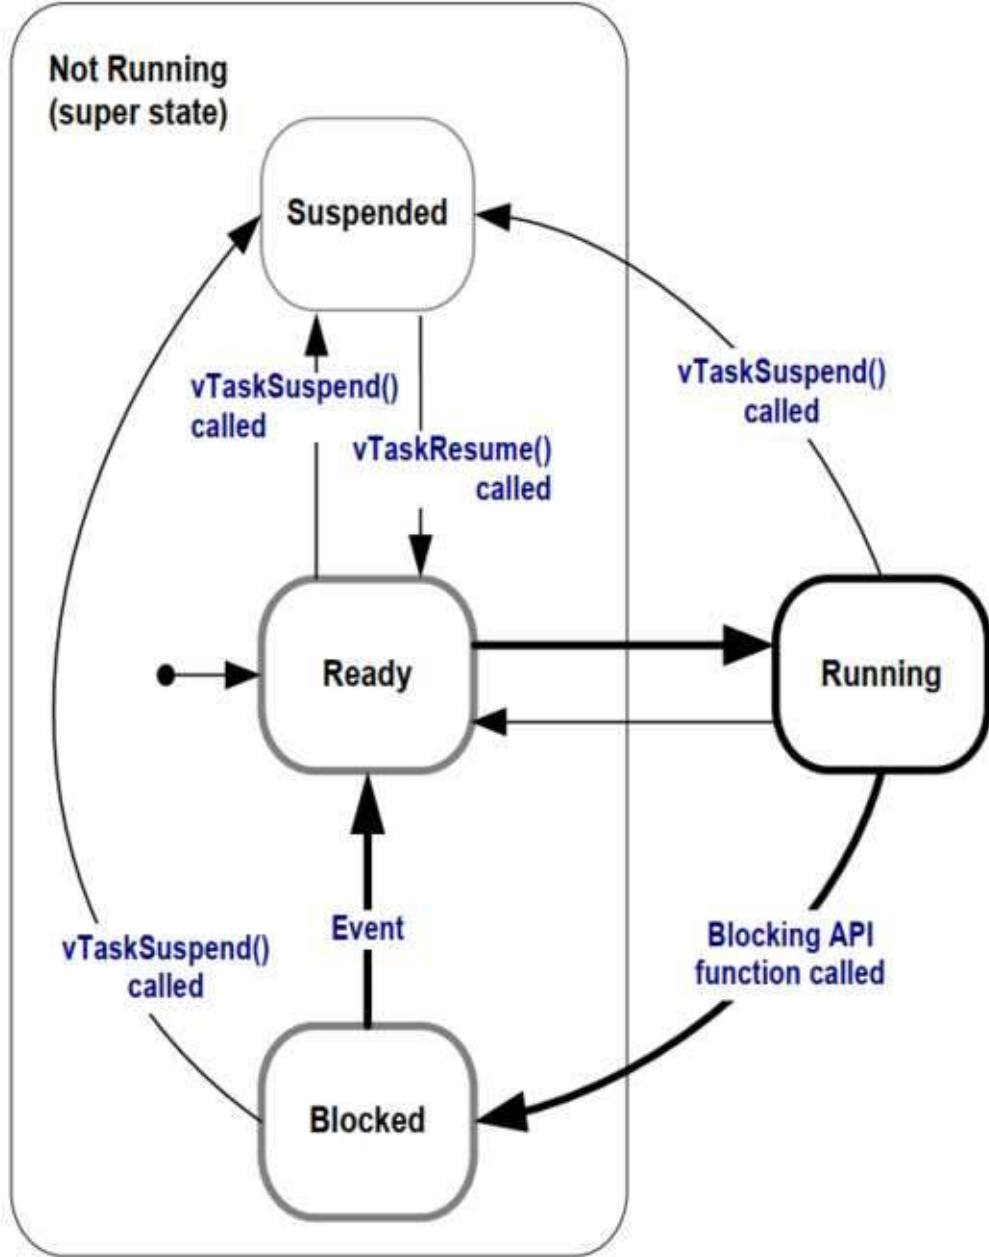 Not Running
(super state)
Suspended
vTaskSuspend()
called
vTaskSuspend()
called
vTaskResume()
called
Ready
Running
Event
vTaskSuspend()
called
Blocking API
function called
Blocked